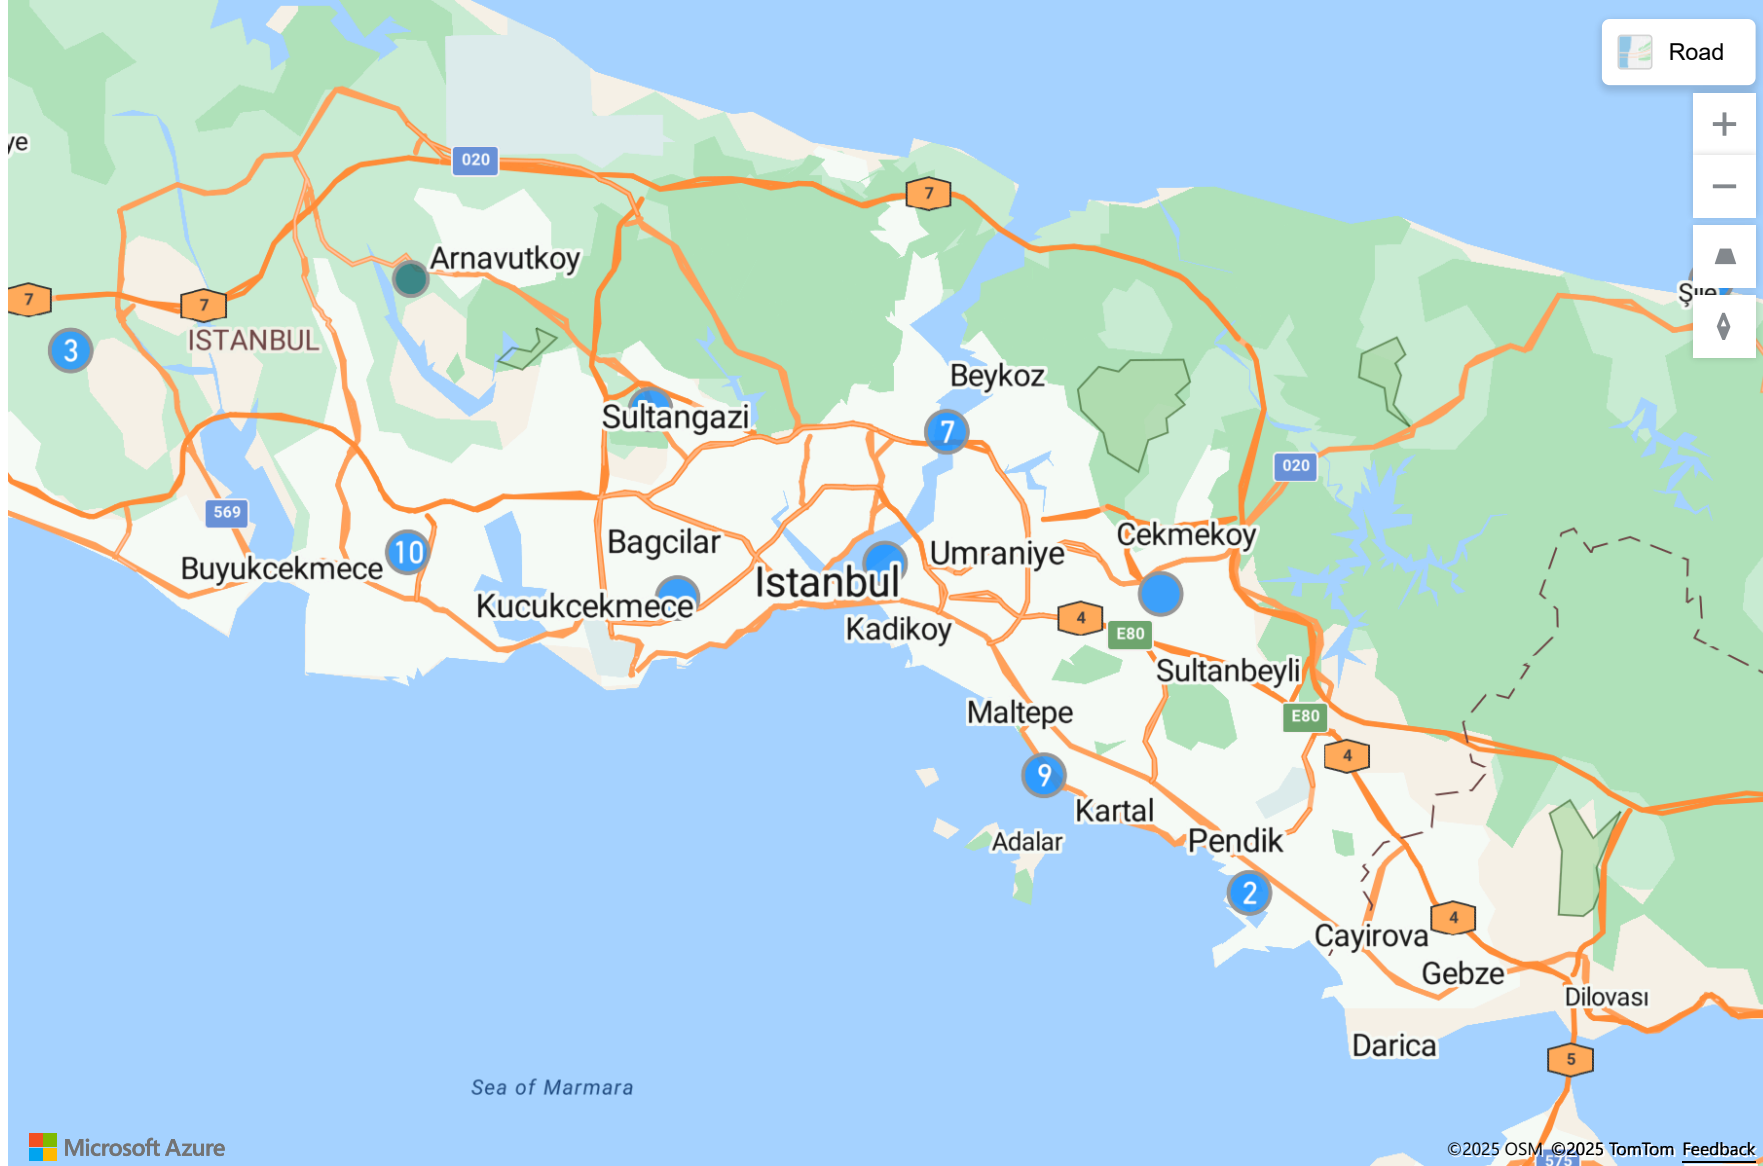 Road
ye
020
7
Arnavutkoy
Şile
7
7
ISTANBUL
3
Beykoz
Sultangazi
7
020
569
10
Bagcilar
Cekmekoy
Umraniye
Buyukcekmece
Istanbul
Kucukcekmece
4
Kadikoy
E80
Sultanbeyli
Maltepe
E80
4
9
Kartal
Adalar
Pendik
2
4
Cayirova
Gebze
Dilovası
Darica
5
Sea of Marmara
Microsoft Azure
©2025 OSM ©2025 TomTom Feedback
575